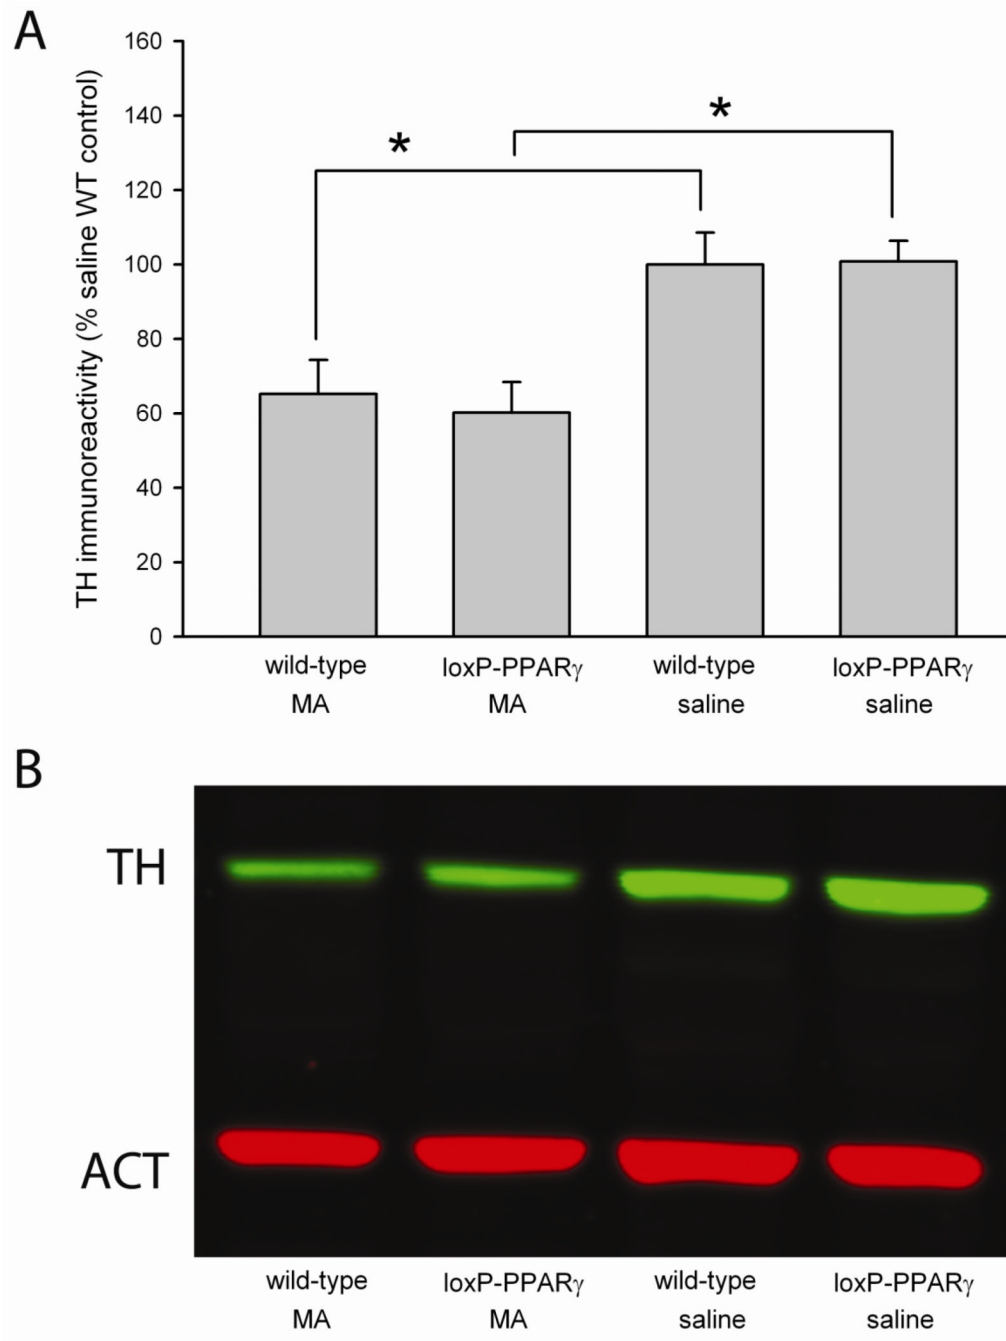 A
160
140
120
100
80
60
40
20
0
TH immunoreactivity (% saline WT control)
*
*
wild-type
MA
loxP-PPARγ
MA
wild-type
saline
loxP-PPARγ
saline
B
TH
ACT
wild-type
MA
loxP-PPARγ
MA
wild-type
saline
loxP-PPARγ
saline